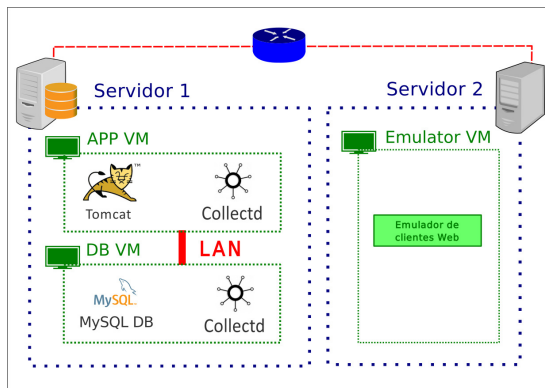 Servidor 1
Servidor 2
APP VM
Emulator VM
TM
Tomcat
Collectd
Emulador de
clientes Web
LAN
DB VM
MySQL
MySQL DB
Collectd